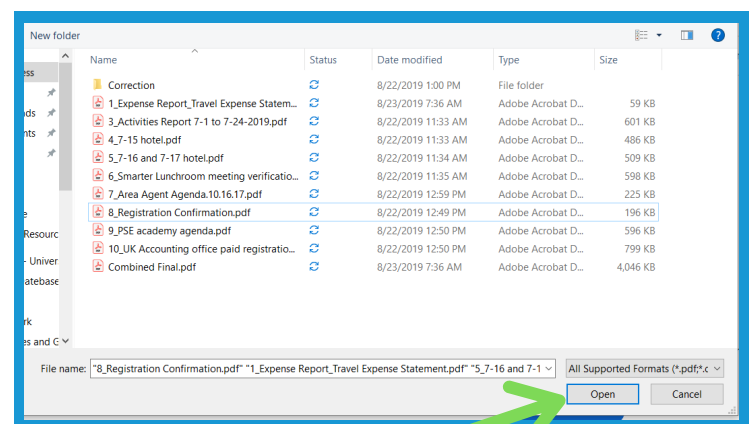 New folder
Name Status Date modified Type Size
ess
Correction 8/22/2019 1:00 PM File folder
1_Expense Report_Travel Expense Statem... 8/23/2019 7:36 AM Adobe Acrobat D... 59 KB
ads 3_Activities Report 7-1 to 7-24-2019.pdf 8/22/2019 11:33 AM Adobe Acrobat D... 601 KB
nts 4_7-15 hotel.pdf 8/22/2019 11:33 AM Adobe Acrobat D... 486 KB
5_7-16 and 7-17 hotel.pdf 8/22/2019 11:34 AM Adobe Acrobat D... 509 KB
6_Smarter Lunchroom meeting verificatio... 8/22/2019 11:35 AM Adobe Acrobat D... 598 KB
7_Area Agent Agenda.10.16.17.pdf 8/22/2019 12:59 PM Adobe Acrobat D... 225 KB
e 8_Registration Confirmation.pdf 8/22/2019 12:49 PM Adobe Acrobat D... 196 KB
Resourc 9_PSE academy agenda.pdf 8/22/2019 12:50 PM Adobe Acrobat D... 596 KB
10_UK Accounting office paid registratio... 8/22/2019 12:50 PM Adobe Acrobat D... 799 KB
- Univer Combined Final.pdf 8/23/2019 7:36 AM Adobe Acrobat D... 4,046 KB
atebase
rk
es and G
File name: "8_Registration Confirmation.pdf" "1_Expense Report_Travel Expense Statement.pdf" "5_7-16 and 7-1 All Supported Formats (*.pdf;*.c
Open Cancel